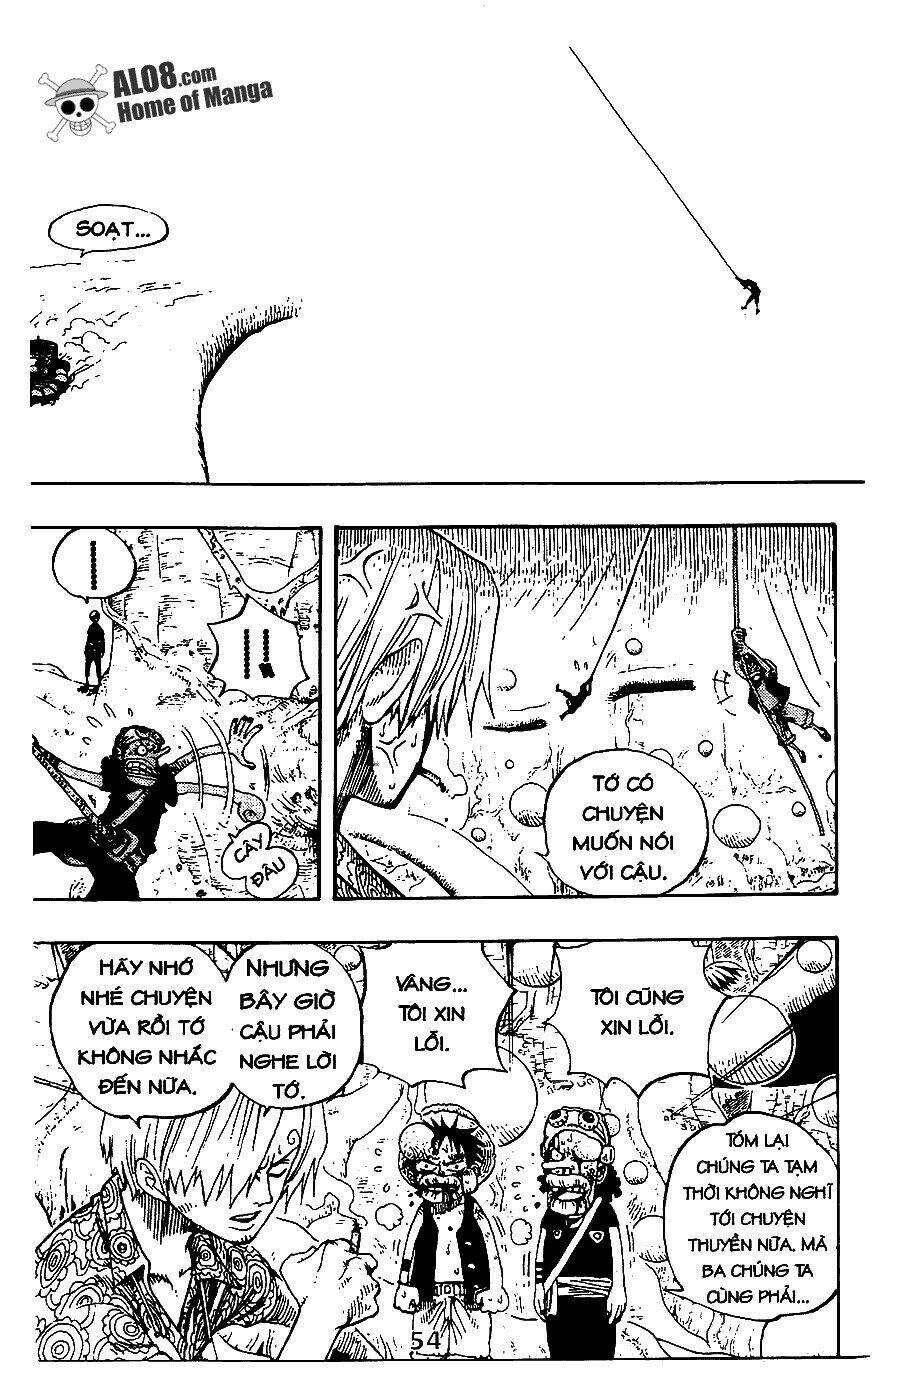 AL08.com
Home of Manga
SOẠT...
TỚ CÓ
CHUYỆN
MUỐN NÓI
VỚI CẬU.
CÂY
ĐẬU
HÃY NHỚ
NHÉ CHUYỆN
VỪA RỒI TỚ
KHÔNG NHẮC
ĐẾN NỮA.
NHƯNG
BÂY GIỜ
CẬU PHẢI
NGHE LỜI
TỚ.
VÂNG...
TÔI XIN
LỖI.
TÔI CŨNG
XIN LỖI.
TÓM LẠI
CHÚNG TA TẠM
THỜI KHÔNG NGHĨ
TỚI CHUYỆN
THUYỀN NỮA. MÀ
BA CHÚNG TA
CÙNG PHẢI...
54